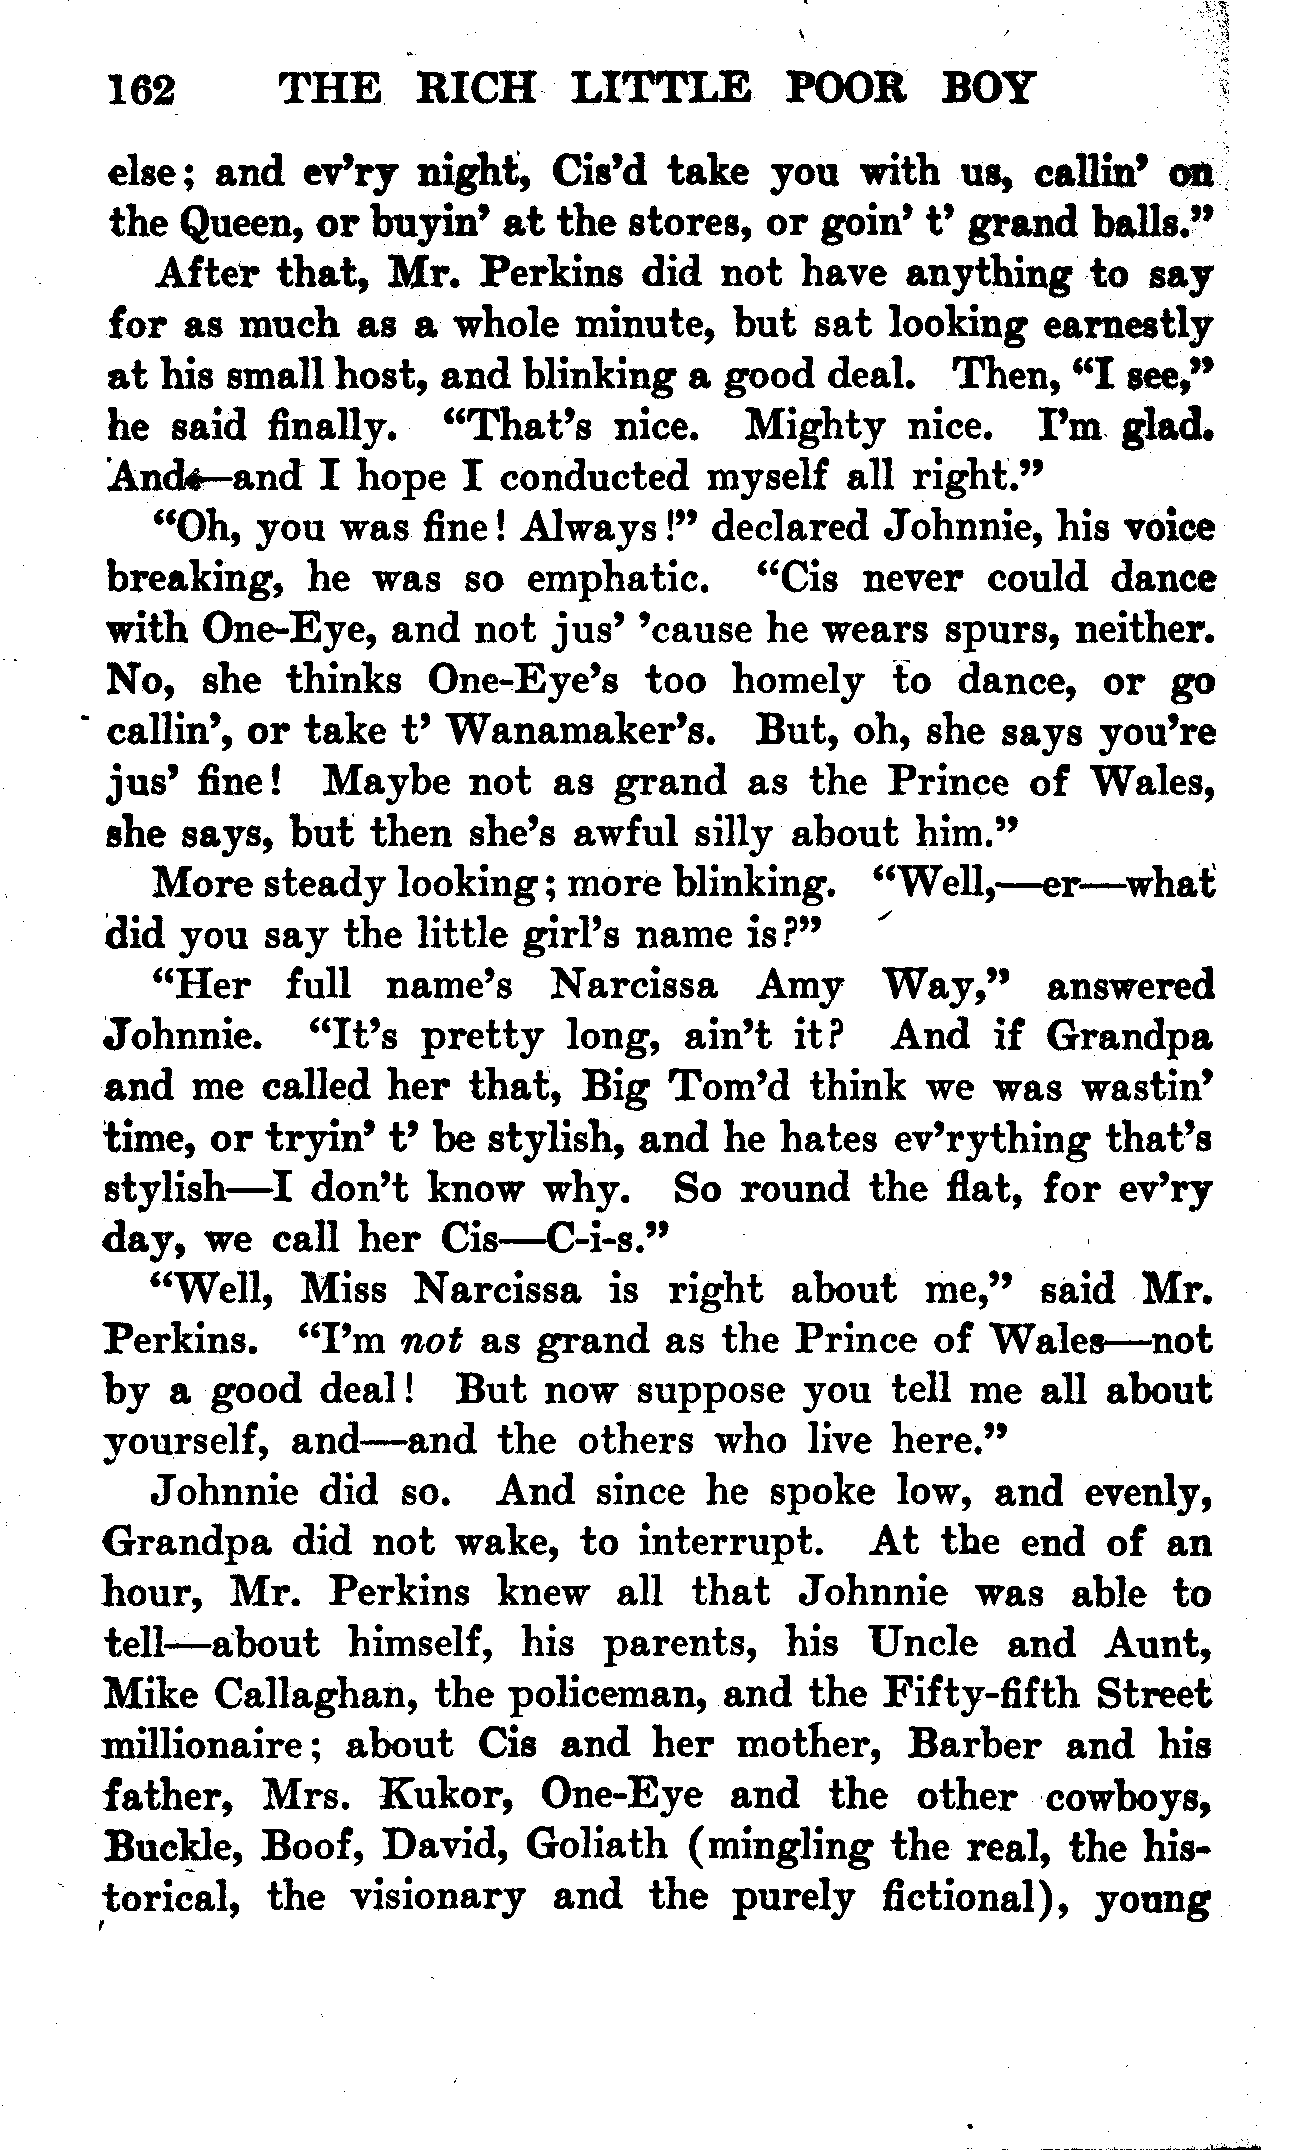 162 THE RICH LITTLE POOR BOY
else; and ev'ry night, Cis'd take you with us, callin' on
the Queen, or buyin' at the stores, or goin' t' grand balls."
After that, Mr. Perkins did not have anything to say
for as much as a whole minute, but sat looking earnestly
at his small host, and blinking a good deal. Then, "I see,"
he said finally. "That's nice. Mighty nice. I'm glad.
And—and I hope I conducted myself all right."
"Oh, you was fine! Always!" declared Johnnie, his voice
breaking, he was so emphatic. "Cis never could dance
with One-Eye, and not jus' 'cause he wears spurs, neither.
No, she thinks One-Eye's too homely to dance, or go
callin', or take t' Wanamaker's. But, oh, she says you're
jus' fine! Maybe not as grand as the Prince of Wales,
she says, but then she's awful silly about him."
More steady looking; more blinking. "Well,—er—what
did you say the little girl's name is?"
"Her full name's Narcissa Amy Way," answered
Johnnie. "It's pretty long, ain't it? And if Grandpa
and me called her that, Big Tom'd think we was wastin'
time, or tryin' t' be stylish, and he hates ev'rything that's
stylish—I don't know why. So round the flat, for ev'ry
day, we call her Cis—C-i-s."
"Well, Miss Narcissa is right about me," said Mr.
Perkins. "I'm not as grand as the Prince of Wales—not
by a good deal! But now suppose you tell me all about
yourself, and—and the others who live here."
Johnnie did so. And since he spoke low, and evenly,
Grandpa did not wake, to interrupt. At the end of an
hour, Mr. Perkins knew all that Johnnie was able to
tell—about himself, his parents, his Uncle and Aunt,
Mike Callaghan, the policeman, and the Fifty-fifth Street
millionaire; about Cis and her mother, Barber and his
father, Mrs. Kukor, One-Eye and the other cowboys,
Buckle, Boof, David, Goliath (mingling the real, the his-
torical, the visionary and the purely fictional), young